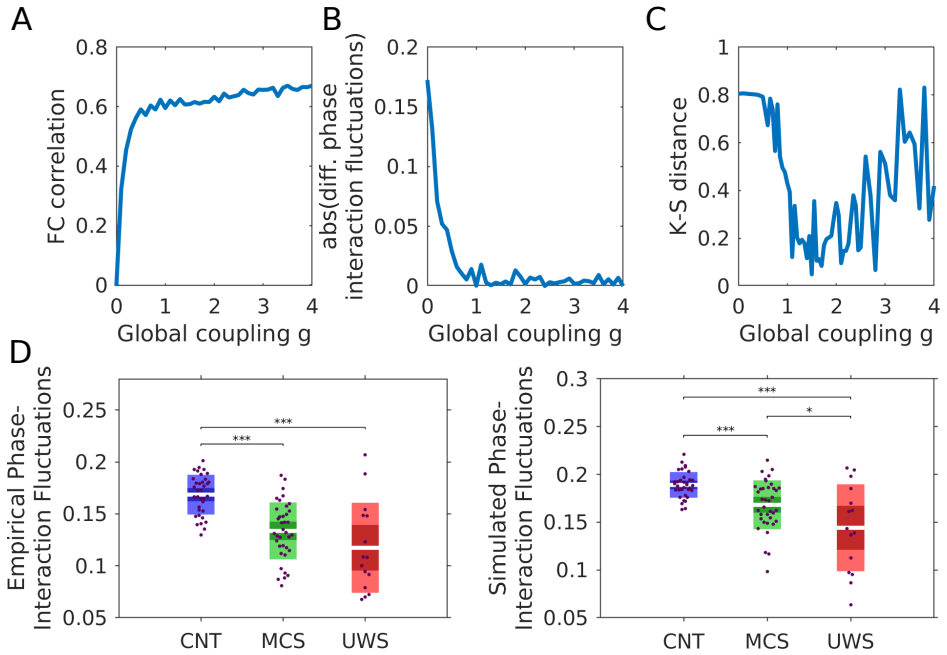 A
B
C
0.8
0.6
0.4
0.2
0
FC correlation
0 1 2 3 4
Global coupling g
0.2
0.15
0.1
0.05
0
abs(diff. phase
interaction fluctuations)
0 1 2 3 4
Global coupling g
1
0.8
0.6
0.4
0.2
0
K-S distance
0 1 2 3 4
Global coupling g
D
0.25
0.2
0.15
0.1
0.05
Empirical Phase-
Interaction Fluctuations
***
***
CNT MCS UWS
0.3
0.25
0.2
0.15
0.1
0.05
Simulated Phase-
Interaction Fluctuations
***
*
***
CNT MCS UWS